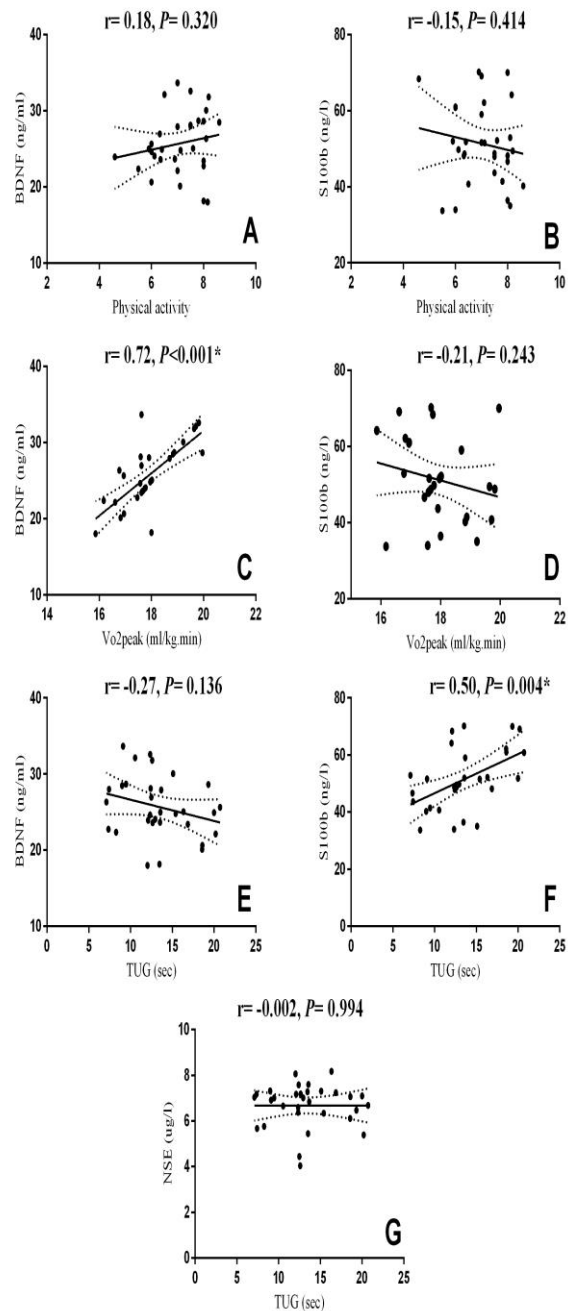 r= 0.18, P= 0.320
BDNF (ng/ml)
40
30
20
10
2 4 6 8 10
Physical activity
A
r= -0.15, P= 0.414
S100b (ng/l)
80
60
40
20
2 4 6 8 10
Physical activity
B
r= 0.72, P<0.001*
BDNF (ng/ml)
40
30
20
10
14 16 18 20 22
Vo2peak (ml/kg.min)
C
r= -0.21, P= 0.243
S100b (ng/l)
80
60
40
20
16 18 20 22
Vo2peak (ml/kg.min)
D
r= -0.27, P= 0.136
BDNF (ng/ml)
40
30
20
10
0 5 10 15 20 25
TUG (sec)
E
r= 0.50, P= 0.004*
S100b (ng/l)
80
60
40
20
0
0 5 10 15 20 25
TUG (sec)
F
r= -0.002, P= 0.994
NSE (ug/l)
10
8
6
4
2
0
0 5 10 15 20 25
TUG (sec)
G